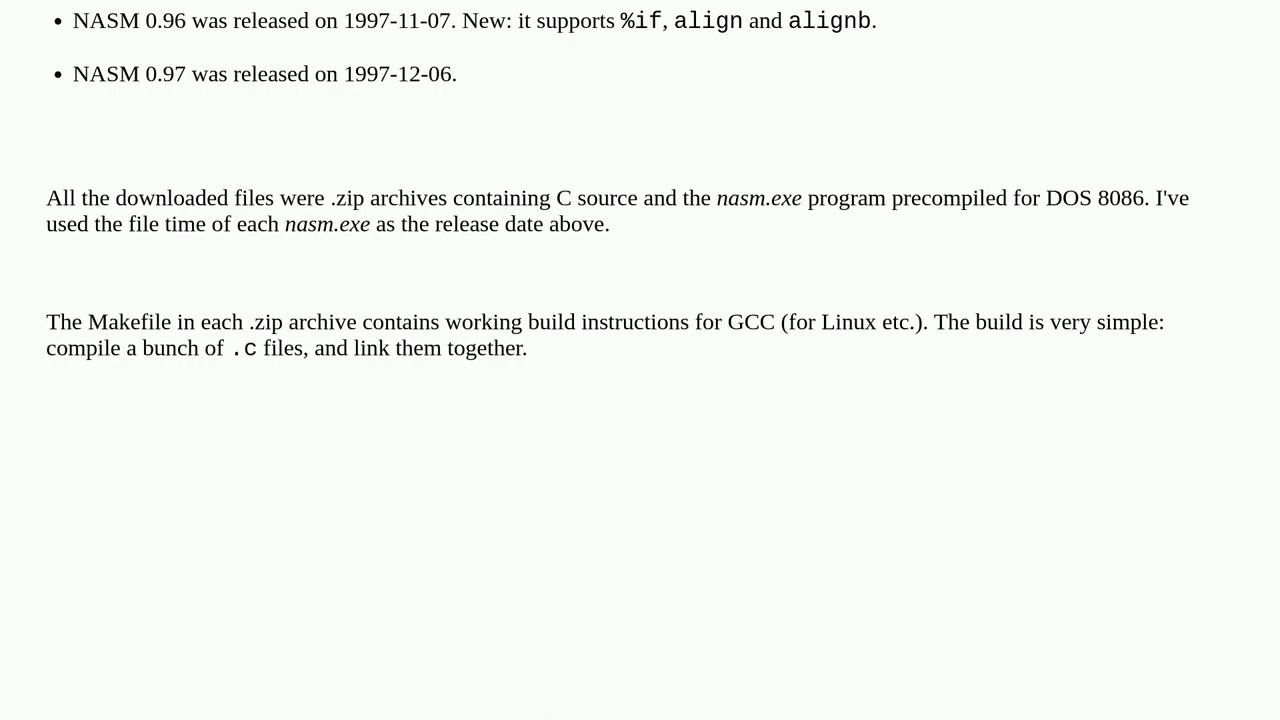 • NASM 0.96 was released on 1997-11-07. New: it supports %if, align and alignb.
• NASM 0.97 was released on 1997-12-06.
All the downloaded files were .zip archives containing C source and the nasm.exe program precompiled for DOS 8086. I've
used the file time of each nasm.exe as the release date above.
The Makefile in each .zip archive contains working build instructions for GCC (for Linux etc.). The build is very simple:
compile a bunch of .c files, and link them together.